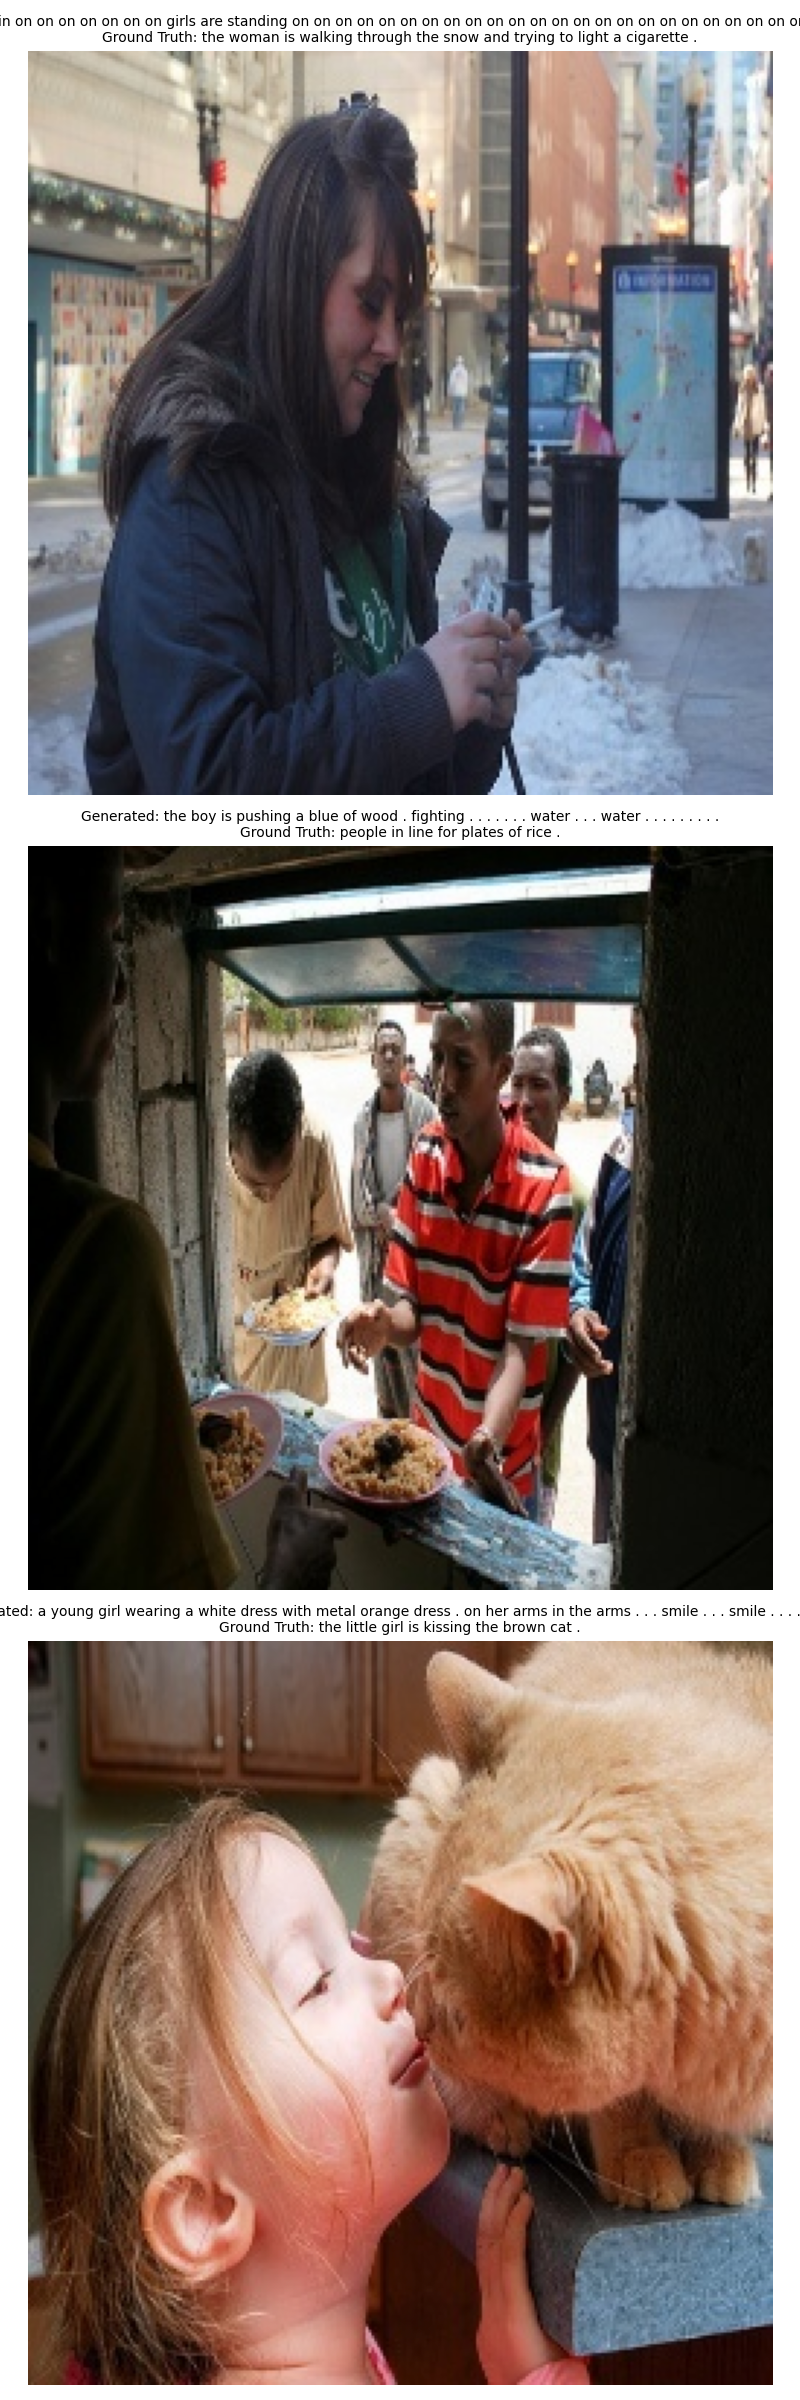 in on on on on on on on girls are standing on on on on on on on on on on on on on on on on on on on on on on on
Ground Truth: the woman is walking through the snow and trying to light a cigarette .
INFORMATION
Generated: the boy is pushing a blue of wood . fighting . . . . . . . water . . . water . . . . . . . . .
Ground Truth: people in line for plates of rice .
ated: a young girl wearing a white dress with metal orange dress . on her arms in the arms . . . smile . . . smile . . . .
Ground Truth: the little girl is kissing the brown cat .